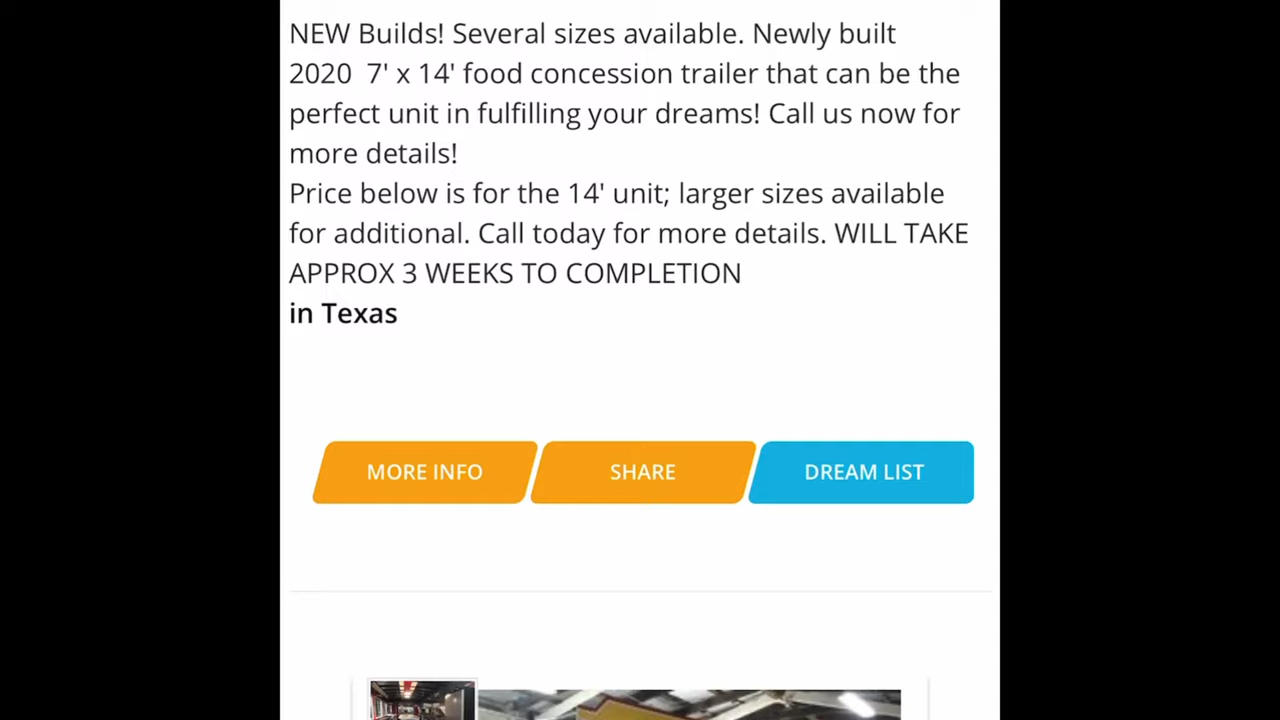 NEW Builds! Several sizes available. Newly built
2020  7' x 14' food concession trailer that can be the
perfect unit in fulfilling your dreams! Call us now for
more details!
Price below is for the 14' unit; larger sizes available
for additional. Call today for more details. WILL TAKE
APPROX 3 WEEKS TO COMPLETION
in Texas
MORE INFO
SHARE
DREAM LIST